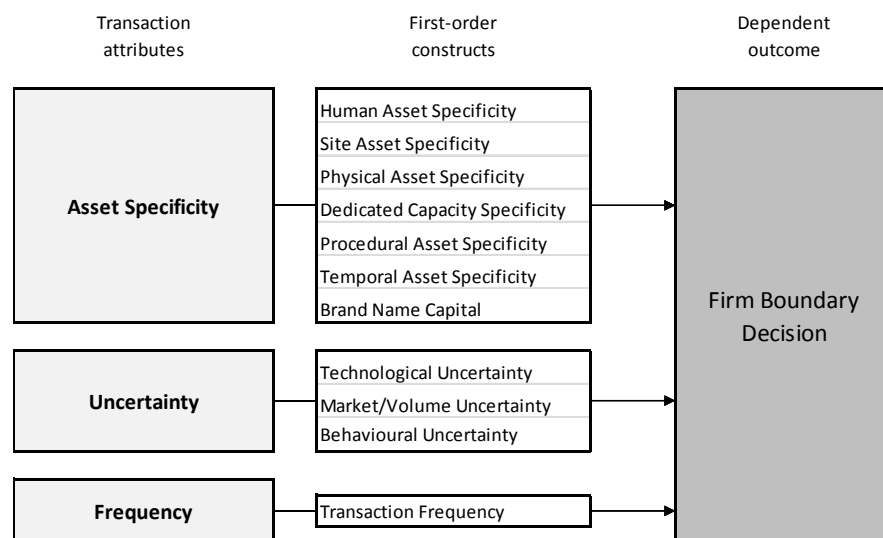 Transaction
attributes
First-order
constructs
Dependent
outcome
Asset Specificity
Human Asset Specificity
Site Asset Specificity
Physical Asset Specificity
Dedicated Capacity Specificity
Procedural Asset Specificity
Temporal Asset Specificity
Brand Name Capital
Firm Boundary
Decision
Uncertainty
Technological Uncertainty
Market/Volume Uncertainty
Behavioural Uncertainty
Frequency
Transaction Frequency